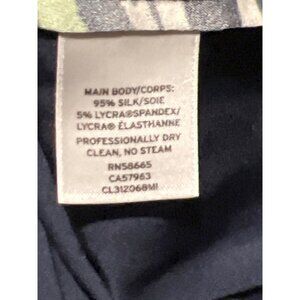 MAIN BODY/CORPS:
95% SILK/SOIE
5% LYCRA®SPANDEX/
LYCRA® ÉLASTHANNE
PROFESSIONALLY DRY
CLEAN, NO STEAM
RN58665
CA57963
CL312068MI